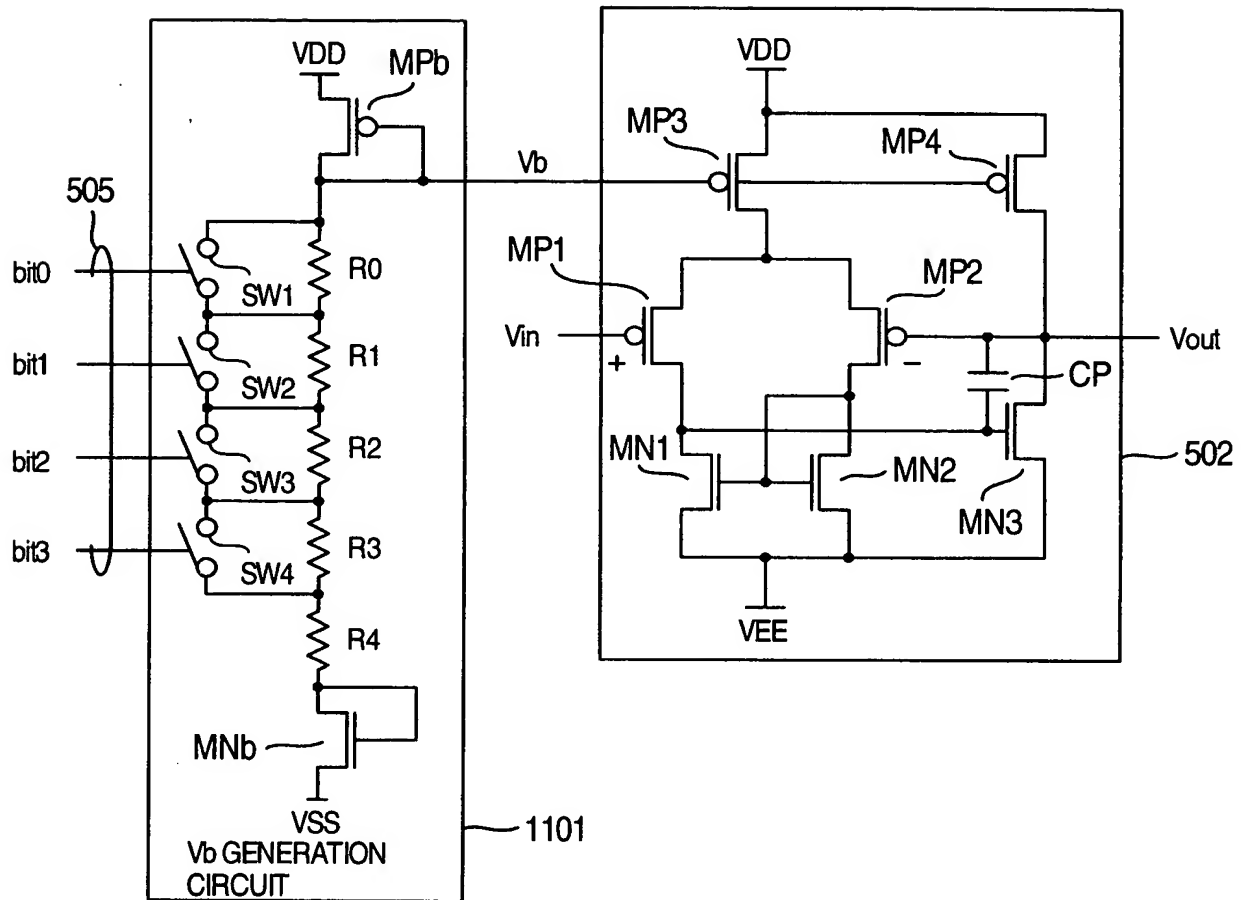 VDD
MPb
Vb
505
bit0
SW1
R0
bit1
SW2
R1
bit2
SW3
R2
bit3
SW4
R3
R4
MNb
VSS
Vb GENERATION
CIRCUIT
1101
VDD
MP3
MP4
MP1
MP2
Vin
+
−
Vout
CP
MN1
MN2
MN3
502
VEE